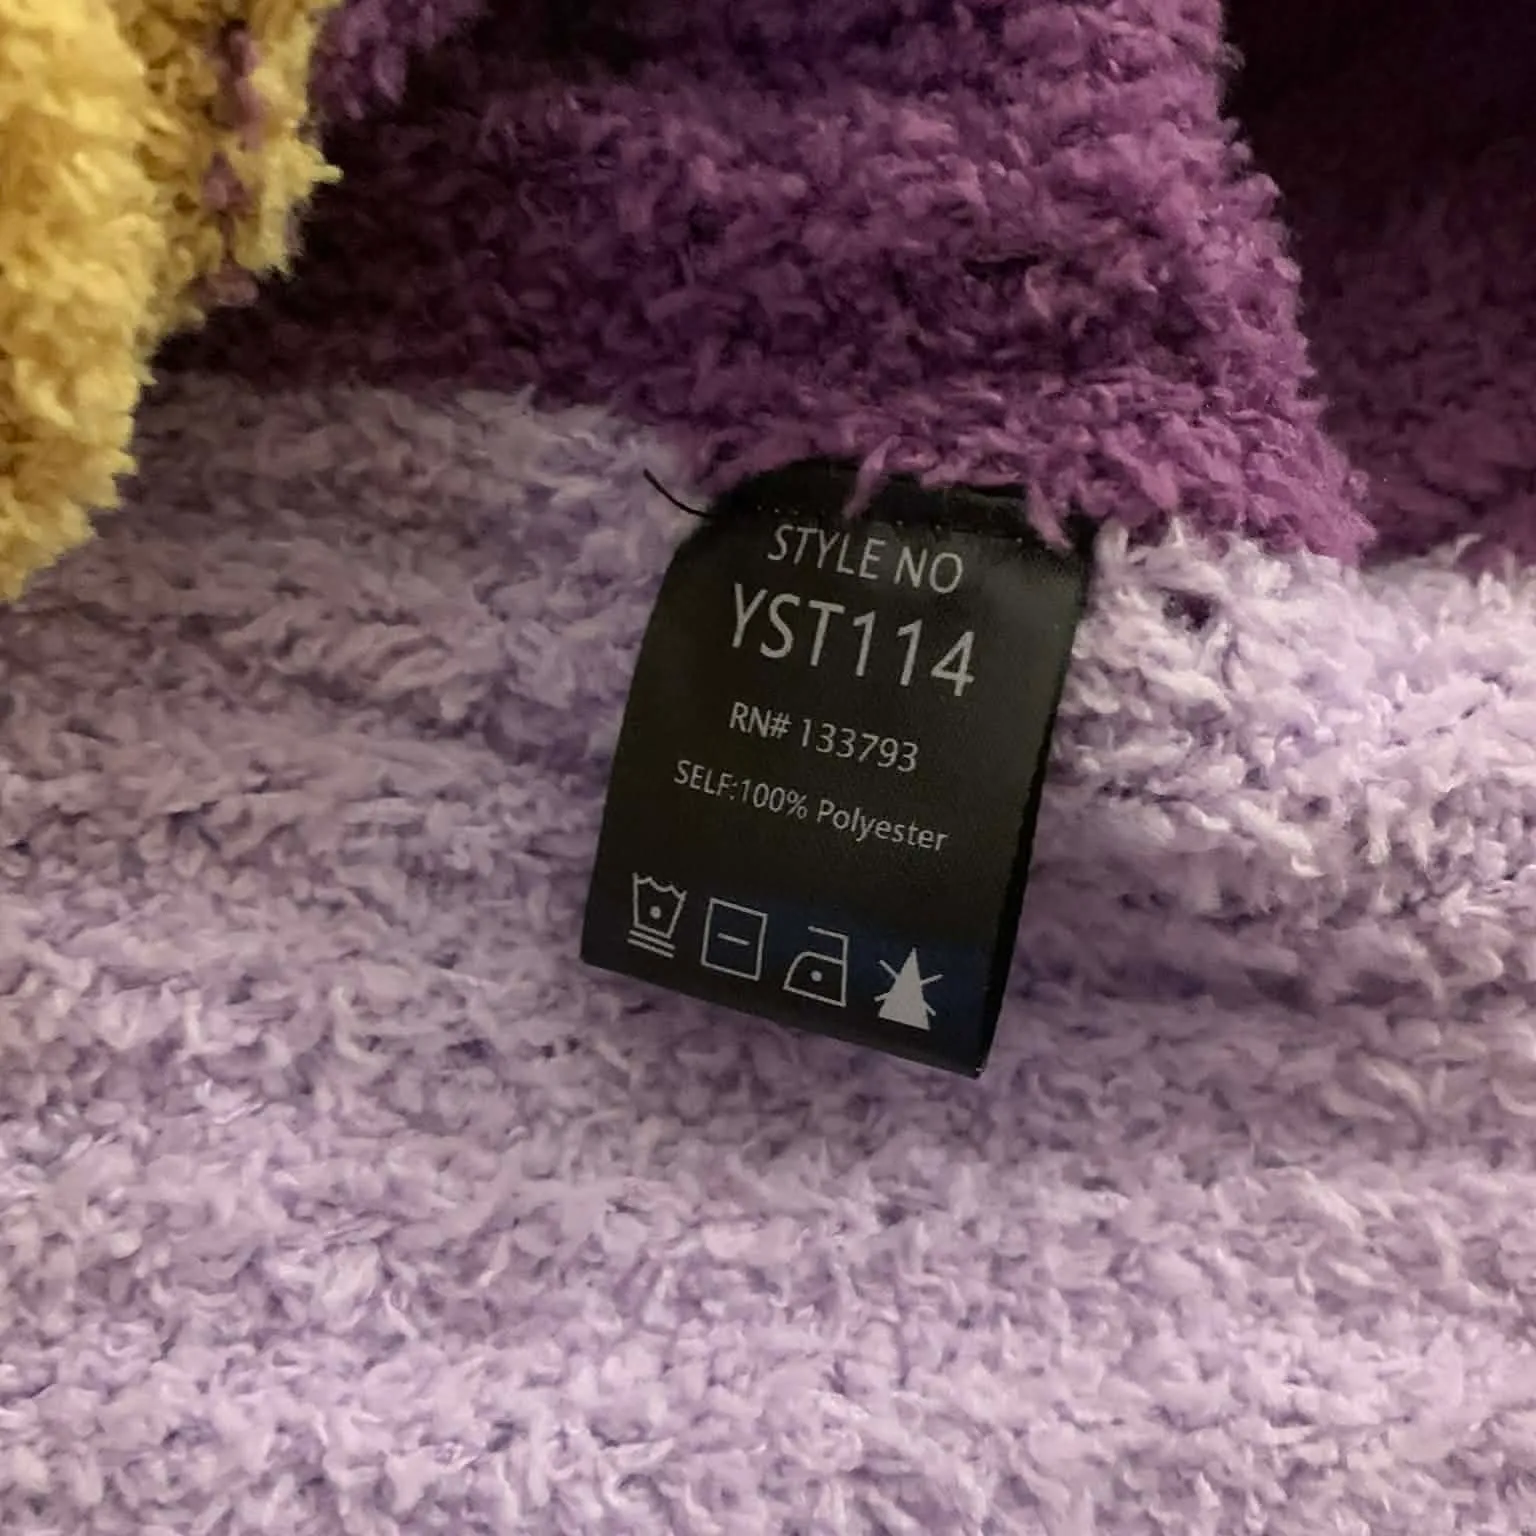 STYLE NO
YST114
RN# 133793
SELF:100% Polyester